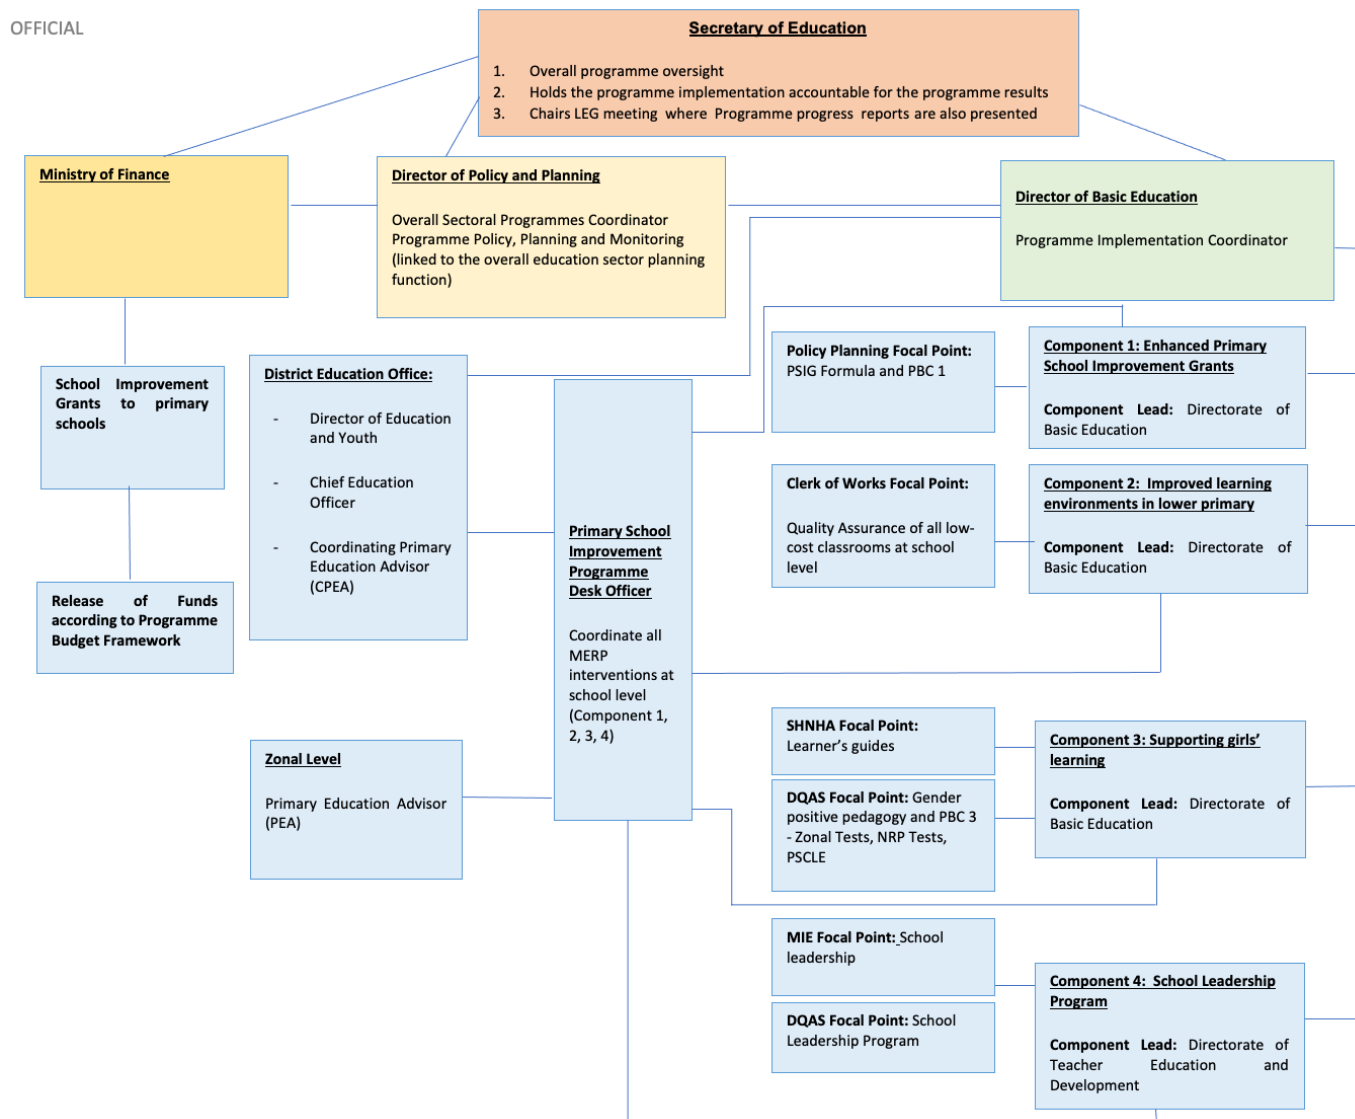 OFFICIAL
Secretary of Education
1. Overall programme oversight
2. Holds the programme implementation accountable for the programme results
3. Chairs LEG meeting where Programme progress reports are also presented
Ministry of Finance
Director of Policy and Planning
Overall Sectoral Programmes Coordinator
Programme Policy, Planning and Monitoring
(linked to the overall education sector planning
function)
Director of Basic Education
Programme Implementation Coordinator
School Improvement
Grants to primary
schools
Release of Funds
according to Programme
Budget Framework
District Education Office:
- Director of Education
and Youth
- Chief Education
Officer
- Coordinating Primary
Education Advisor
(CPEA)
Zonal Level
Primary Education Advisor
(PEA)
Primary School
Improvement
Programme
Desk Officer
Coordinate all
MERP
interventions at
school level
(Component 1,
2, 3, 4)
Policy Planning Focal Point:
PSIG Formula and PBC 1
Component 1: Enhanced Primary
School Improvement Grants
Component Lead: Directorate of
Basic Education
Clerk of Works Focal Point:
Quality Assurance of all low-
cost classrooms at school
level
Component 2: Improved learning
environments in lower primary
Component Lead: Directorate of
Basic Education
SHNHA Focal Point:
Learner's guides
DQAS Focal Point: Gender
positive pedagogy and PBC 3
- Zonal Tests, NRP Tests,
PSCLE
Component 3: Supporting girls'
learning
Component Lead: Directorate of
Basic Education
MIE Focal Point: School
leadership
DQAS Focal Point: School
Leadership Program
Component 4: School Leadership
Program
Component Lead: Directorate of
Teacher Education and
Development